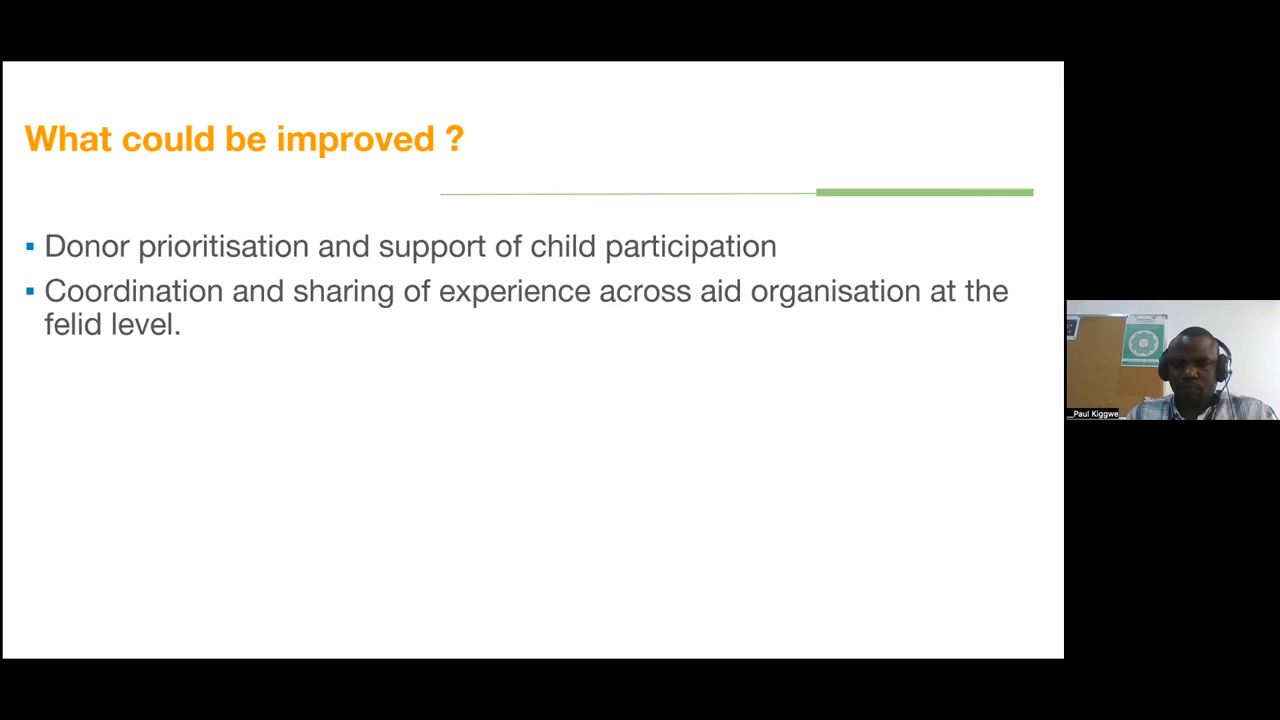 What could be improved ?
▪ Donor prioritisation and support of child participation
▪ Coordination and sharing of experience across aid organisation at the
felid level.
__Paul Kiggwe